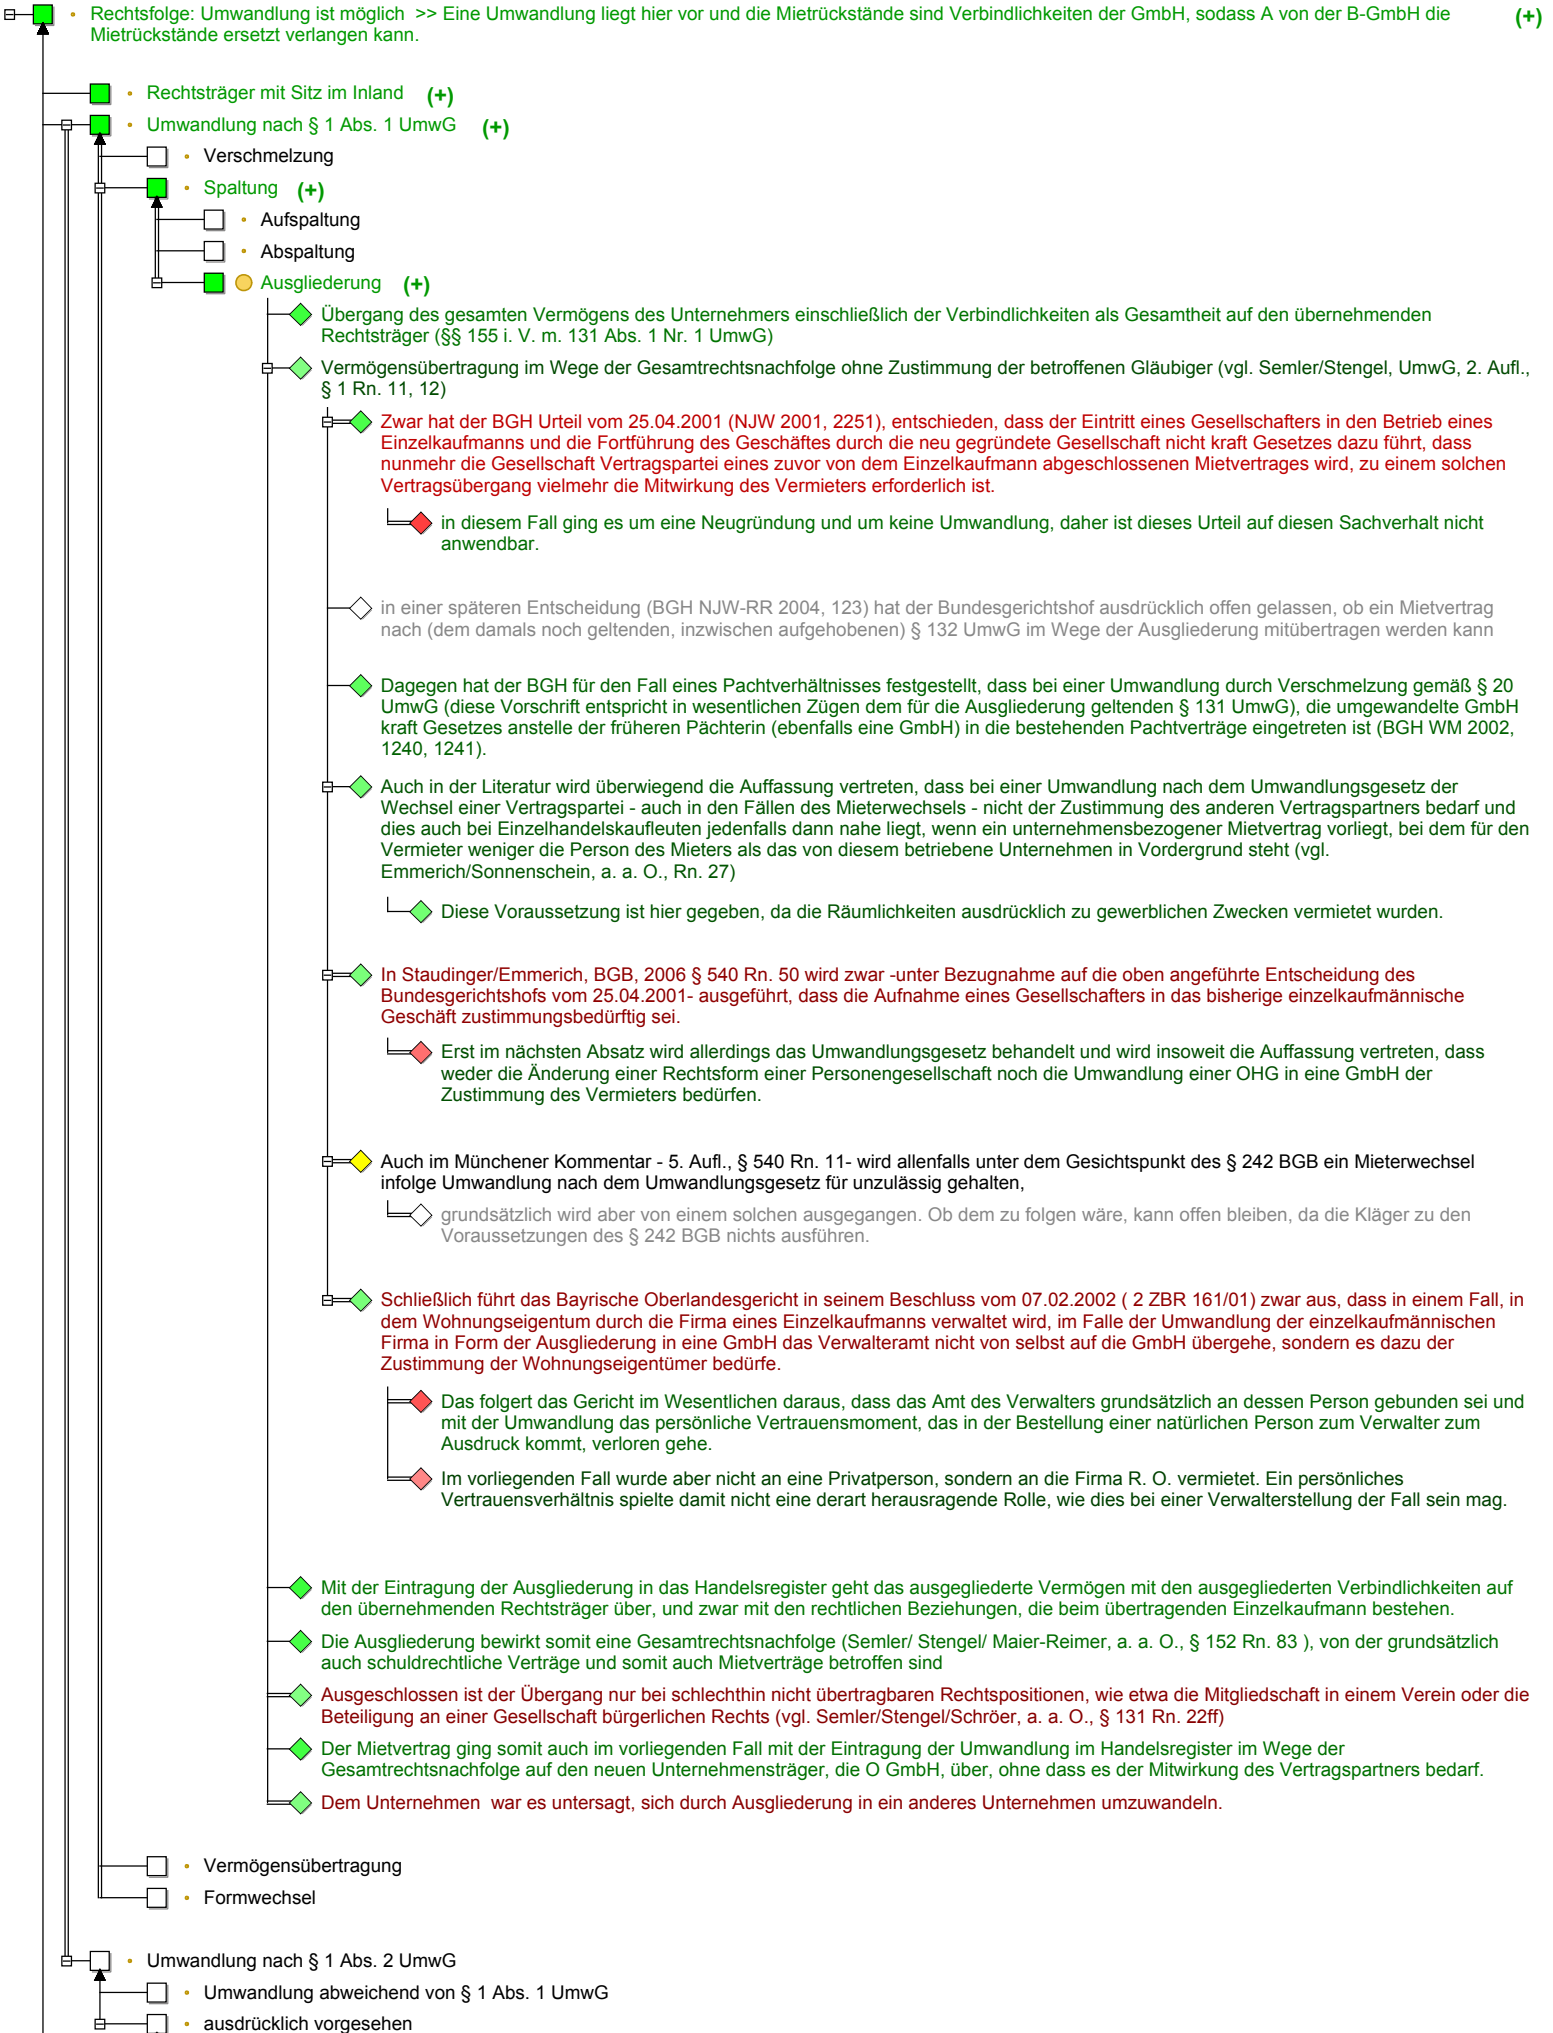 Rechtsfolge: Umwandlung ist möglich >> Eine Umwandlung liegt hier vor und die Mietrückstände sind Verbindlichkeiten der GmbH, sodass A von der B-GmbH die (+)
Mietrückstände ersetzt verlangen kann.
Rechtsträger mit Sitz im Inland (+)
Umwandlung nach § 1 Abs. 1 UmwG (+)
Verschmelzung
Spaltung (+)
Aufspaltung
Abspaltung
Ausgliederung (+)
Übergang des gesamten Vermögens des Unternehmers einschließlich der Verbindlichkeiten als Gesamtheit auf den übernehmenden
Rechtsträger (§§ 155 i. V. m. 131 Abs. 1 Nr. 1 UmwG)
Vermögensübertragung im Wege der Gesamtrechtsnachfolge ohne Zustimmung der betroffenen Gläubiger (vgl. Semler/Stengel, UmwG, 2. Aufl.,
§ 1 Rn. 11, 12)
Zwar hat der BGH Urteil vom 25.04.2001 (NJW 2001, 2251), entschieden, dass der Eintritt eines Gesellschafters in den Betrieb eines
Einzelkaufmanns und die Fortführung des Geschäftes durch die neu gegründete Gesellschaft nicht kraft Gesetzes dazu führt, dass
nunmehr die Gesellschaft Vertragspartei eines zuvor von dem Einzelkaufmann abgeschlossenen Mietvertrages wird, zu einem solchen
Vertragsübergang vielmehr die Mitwirkung des Vermieters erforderlich ist.
in diesem Fall ging es um eine Neugründung und um keine Umwandlung, daher ist dieses Urteil auf diesen Sachverhalt nicht
anwendbar.
in einer späteren Entscheidung (BGH NJW-RR 2004, 123) hat der Bundesgerichtshof ausdrücklich offen gelassen, ob ein Mietvertrag
nach (dem damals noch geltenden, inzwischen aufgehobenen) § 132 UmwG im Wege der Ausgliederung mitübertragen werden kann
Dagegen hat der BGH für den Fall eines Pachtverhältnisses festgestellt, dass bei einer Umwandlung durch Verschmelzung gemäß § 20
UmwG (diese Vorschrift entspricht in wesentlichen Zügen dem für die Ausgliederung geltenden § 131 UmwG), die umgewandelte GmbH
kraft Gesetzes anstelle der früheren Pächterin (ebenfalls eine GmbH) in die bestehenden Pachtverträge eingetreten ist (BGH WM 2002,
1240, 1241).
Auch in der Literatur wird überwiegend die Auffassung vertreten, dass bei einer Umwandlung nach dem Umwandlungsgesetz der
Wechsel einer Vertragspartei - auch in den Fällen des Mieterwechsels - nicht der Zustimmung des anderen Vertragspartners bedarf und
dies auch bei Einzelhandelskaufleuten jedenfalls dann nahe liegt, wenn ein unternehmensbezogener Mietvertrag vorliegt, bei dem für den
Vermieter weniger die Person des Mieters als das von diesem betriebene Unternehmen in Vordergrund steht (vgl.
Emmerich/Sonnenschein, a. a. O., Rn. 27)
Diese Voraussetzung ist hier gegeben, da die Räumlichkeiten ausdrücklich zu gewerblichen Zwecken vermietet wurden.
In Staudinger/Emmerich, BGB, 2006 § 540 Rn. 50 wird zwar -unter Bezugnahme auf die oben angeführte Entscheidung des
Bundesgerichtshofs vom 25.04.2001- ausgeführt, dass die Aufnahme eines Gesellschafters in das bisherige einzelkaufmännische
Geschäft zustimmungsbedürftig sei.
Erst im nächsten Absatz wird allerdings das Umwandlungsgesetz behandelt und wird insoweit die Auffassung vertreten, dass
weder die Änderung einer Rechtsform einer Personengesellschaft noch die Umwandlung einer OHG in eine GmbH der
Zustimmung des Vermieters bedürfen.
Auch im Münchener Kommentar - 5. Aufl., § 540 Rn. 11- wird allenfalls unter dem Gesichtspunkt des § 242 BGB ein Mieterwechsel
infolge Umwandlung nach dem Umwandlungsgesetz für unzulässig gehalten,
grundsätzlich wird aber von einem solchen ausgegangen. Ob dem zu folgen wäre, kann offen bleiben, da die Kläger zu den
Voraussetzungen des § 242 BGB nichts ausführen.
Schließlich führt das Bayrische Oberlandesgericht in seinem Beschluss vom 07.02.2002 ( 2 ZBR 161/01) zwar aus, dass in einem Fall, in
dem Wohnungseigentum durch die Firma eines Einzelkaufmanns verwaltet wird, im Falle der Umwandlung der einzelkaufmännischen
Firma in Form der Ausgliederung in eine GmbH das Verwalteramt nicht von selbst auf die GmbH übergehe, sondern es dazu der
Zustimmung der Wohnungseigentümer bedürfe.
Das folgert das Gericht im Wesentlichen daraus, dass das Amt des Verwalters grundsätzlich an dessen Person gebunden sei und
mit der Umwandlung das persönliche Vertrauensmoment, das in der Bestellung einer natürlichen Person zum Verwalter zum
Ausdruck kommt, verloren gehe.
Im vorliegenden Fall wurde aber nicht an eine Privatperson, sondern an die Firma R. O. vermietet. Ein persönliches
Vertrauensverhältnis spielte damit nicht eine derart herausragende Rolle, wie dies bei einer Verwalterstellung der Fall sein mag.
Mit der Eintragung der Ausgliederung in das Handelsregister geht das ausgegliederte Vermögen mit den ausgegliederten Verbindlichkeiten auf
den übernehmenden Rechtsträger über, und zwar mit den rechtlichen Beziehungen, die beim übertragenden Einzelkaufmann bestehen.
Die Ausgliederung bewirkt somit eine Gesamtrechtsnachfolge (Semler/ Stengel/ Maier-Reimer, a. a. O., § 152 Rn. 83 ), von der grundsätzlich
auch schuldrechtliche Verträge und somit auch Mietverträge betroffen sind
Ausgeschlossen ist der Übergang nur bei schlechthin nicht übertragbaren Rechtspositionen, wie etwa die Mitgliedschaft in einem Verein oder die
Beteiligung an einer Gesellschaft bürgerlichen Rechts (vgl. Semler/Stengel/Schröer, a. a. O., § 131 Rn. 22ff)
Der Mietvertrag ging somit auch im vorliegenden Fall mit der Eintragung der Umwandlung im Handelsregister im Wege der
Gesamtrechtsnachfolge auf den neuen Unternehmensträger, die O GmbH, über, ohne dass es der Mitwirkung des Vertragspartners bedarf.
Dem Unternehmen war es untersagt, sich durch Ausgliederung in ein anderes Unternehmen umzuwandeln.
Vermögensübertragung
Formwechsel
Umwandlung nach § 1 Abs. 2 UmwG
Umwandlung abweichend von § 1 Abs. 1 UmwG
ausdrücklich vorgesehen